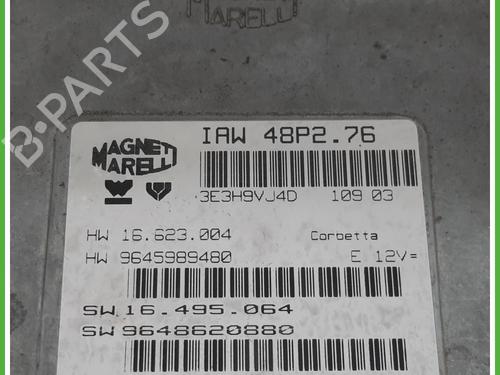 MAGNETI
MARELLI
B-PARTS
MAGNETI
MARELLI
IAW 48P2.76
3E3H9VJ4D 109 03
HW 16.623.004 Corbetta
HW 9645989480 E 12V=
SW 16.495.064
SW 9648620880